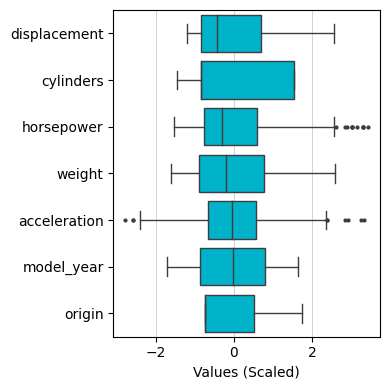 displacement
cylinders
horsepower
weight
acceleration
model_year
origin
−2 0 2
Values (Scaled)